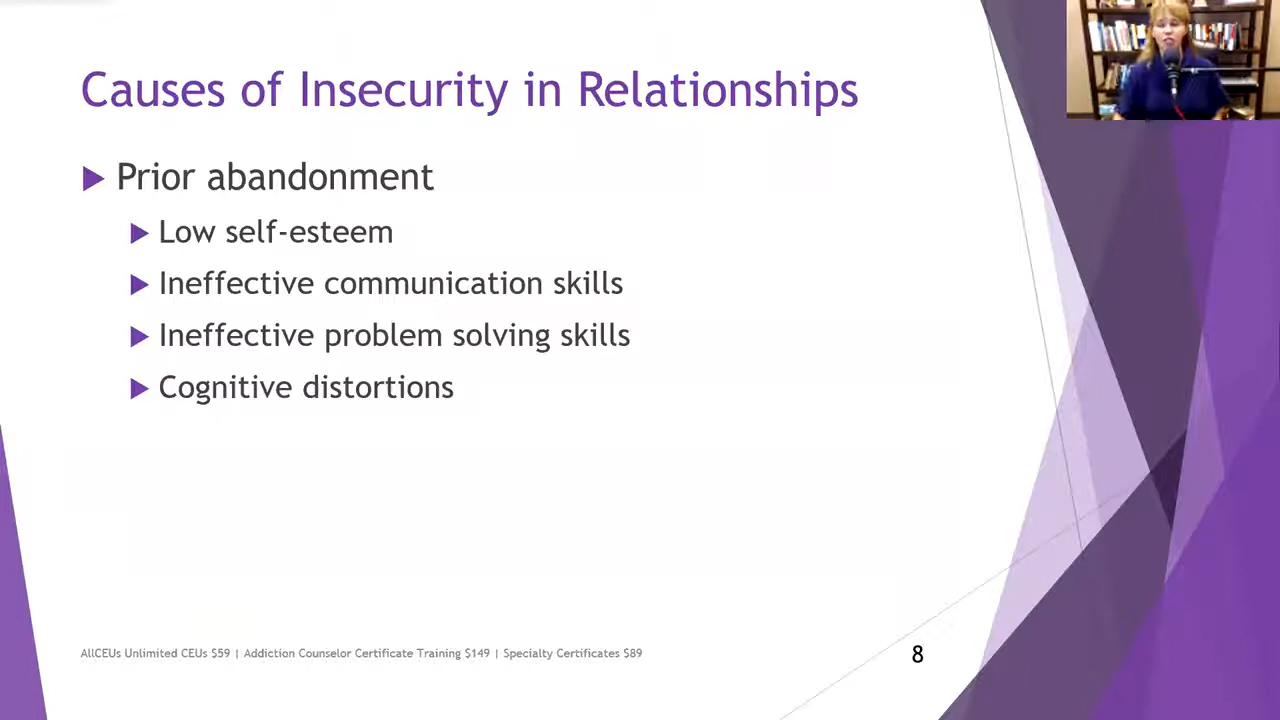 Causes of Insecurity in Relationships
Prior abandonment
Low self-esteem
Ineffective communication skills
Ineffective problem solving skills
Cognitive distortions
AllCEUs Unlimited CEUs $59 | Addiction Counselor Certificate Training $149 | Specialty Certificates $89
8